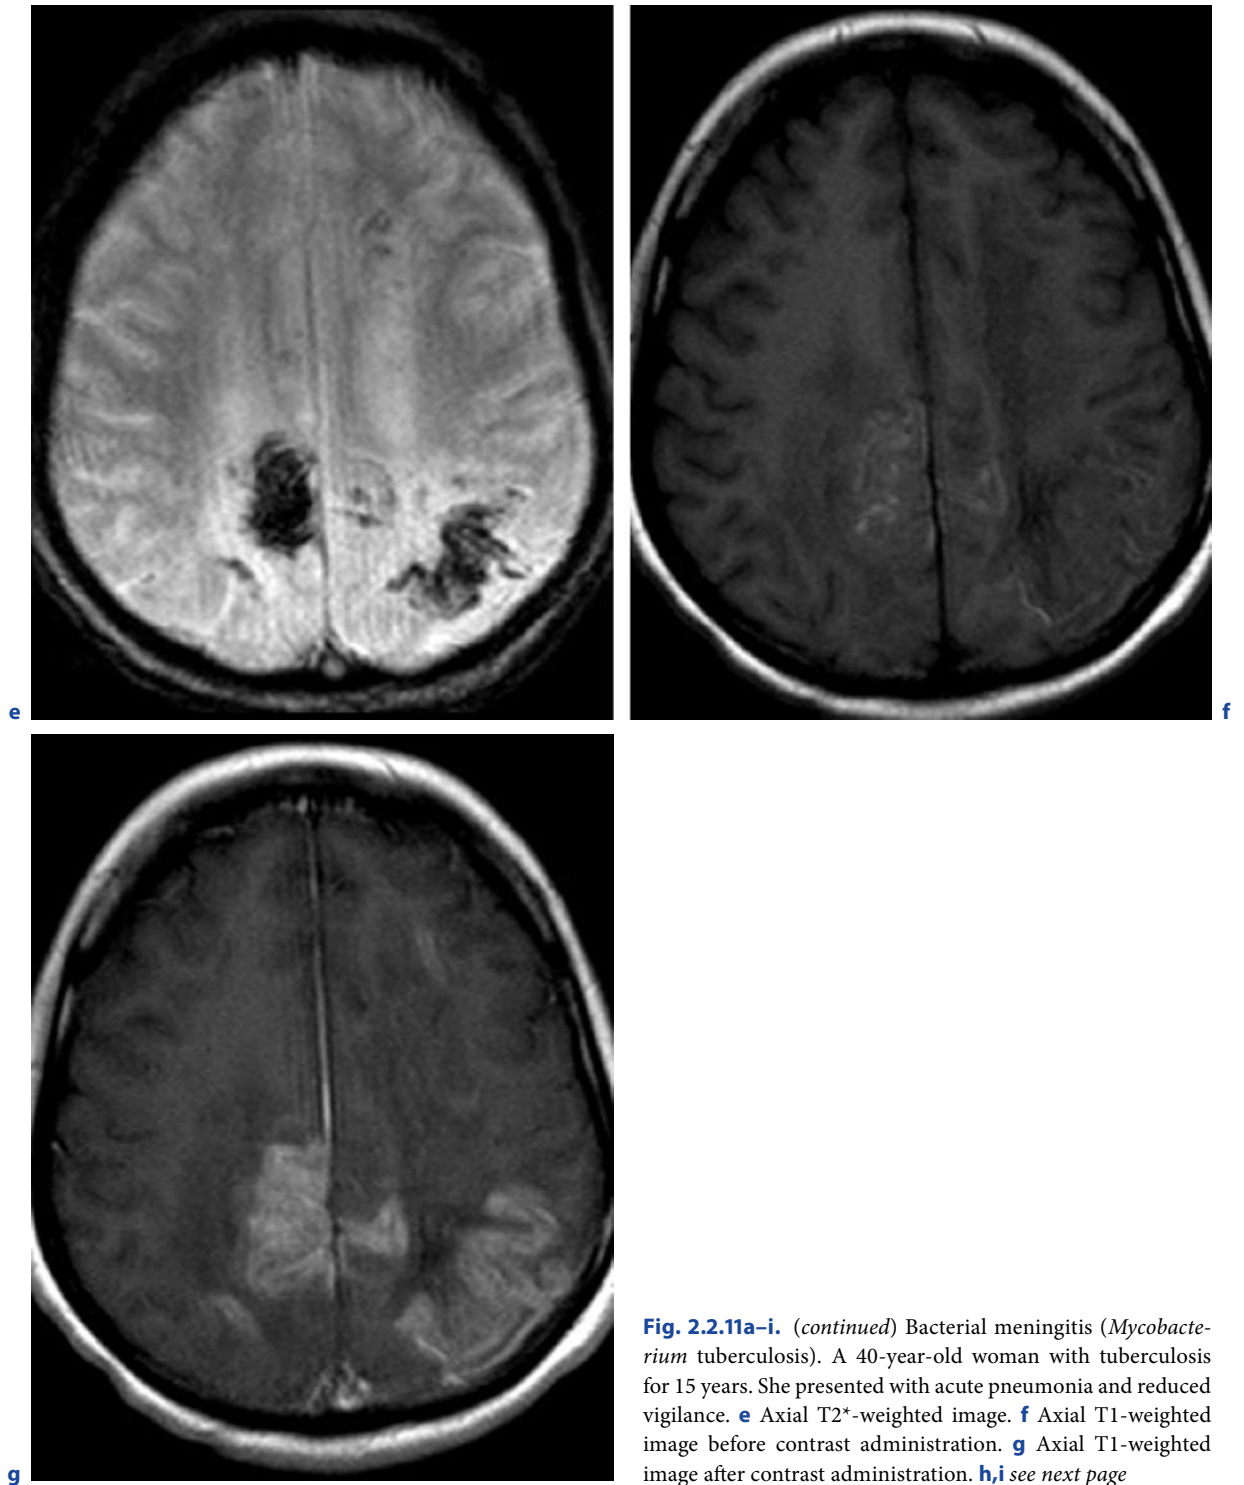 e
f
g
Fig. 2.2.11a–i. (continued) Bacterial meningitis (Mycobacte-
rium tuberculosis). A 40-year-old woman with tuberculosis
for 15 years. She presented with acute pneumonia and reduced
vigilance. e Axial T2*-weighted image. f Axial T1-weighted
image before contrast administration. g Axial T1-weighted
image after contrast administration. h,i see next page